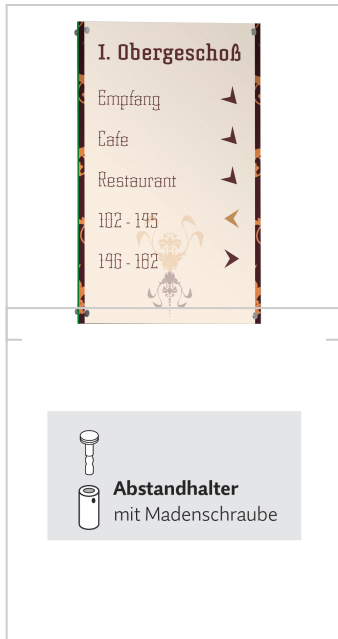 I. Obergeschoß
Empfang
Cafe
Restaurant
102 - 145
146 - 182
Abstandhalter
mit Madenschraube